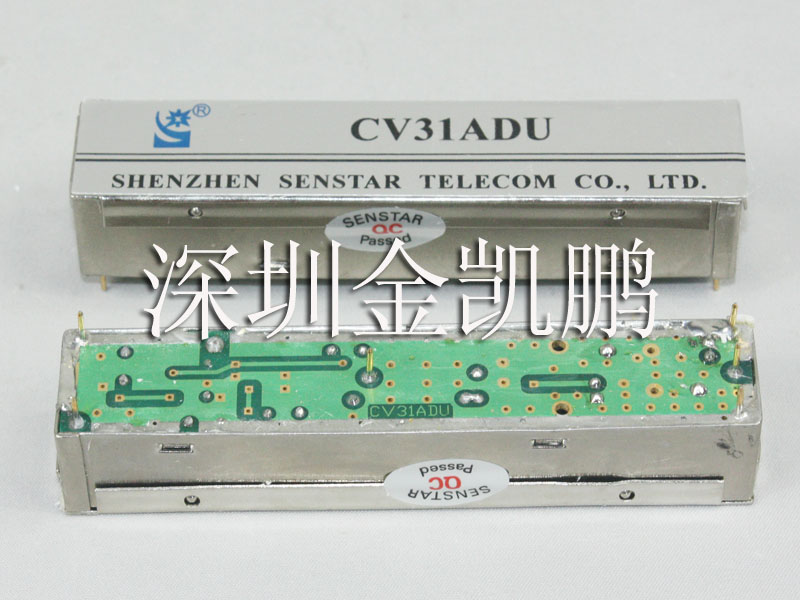 ®
CV31ADU
SHENZHEN SENSTAR TELECOM CO., LTD.
SENSTAR
QC
Passed
深圳金凯鹏
CV31ADU
SENSTAR
QC
Passed